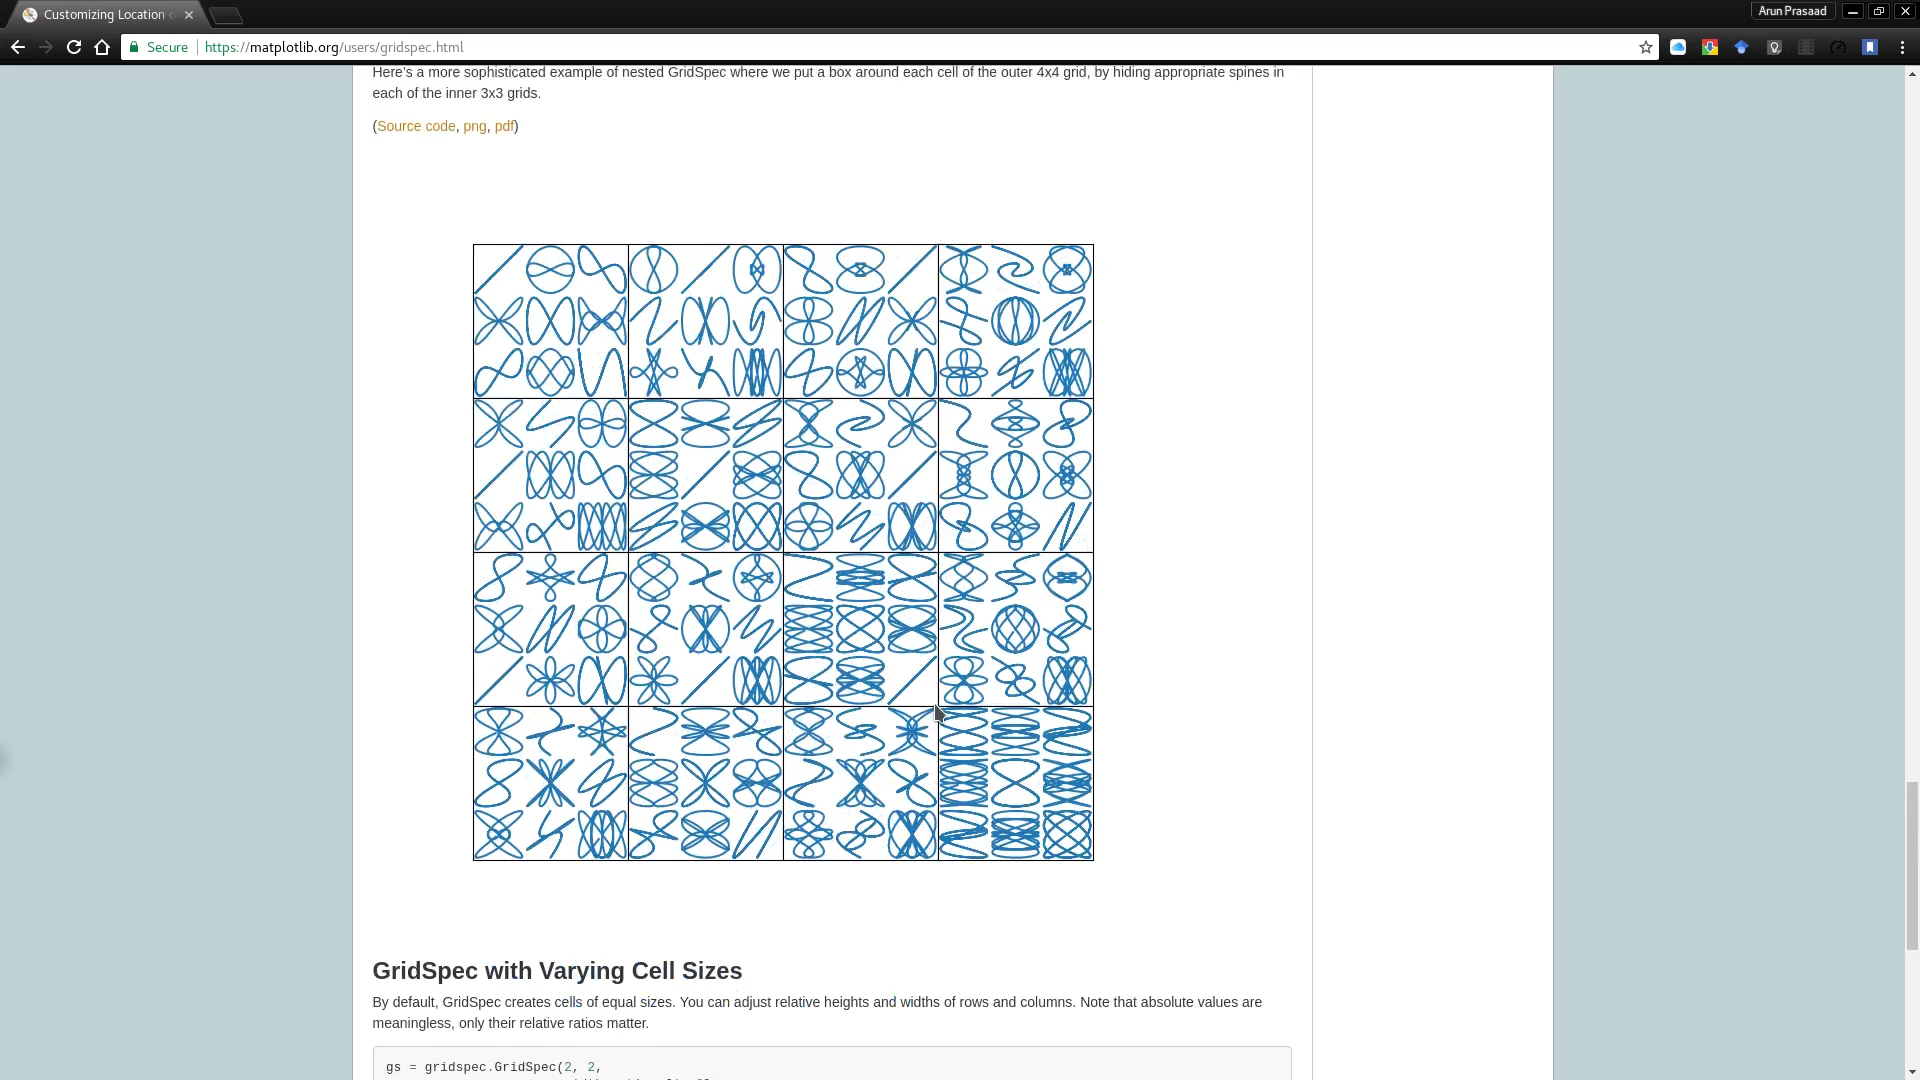 Customizing Location
Arun Prasaad
Secure
https://matplotlib.org/users/gridspec.html
Here's a more sophisticated example of nested GridSpec where we put a box around each cell of the outer 4x4 grid, by hiding appropriate spines in
each of the inner 3x3 grids.
(Source code, png, pdf)
GridSpec with Varying Cell Sizes
By default, GridSpec creates cells of equal sizes. You can adjust relative heights and widths of rows and columns. Note that absolute values are
meaningless, only their relative ratios matter.
gs = gridspec.GridSpec(2, 2,